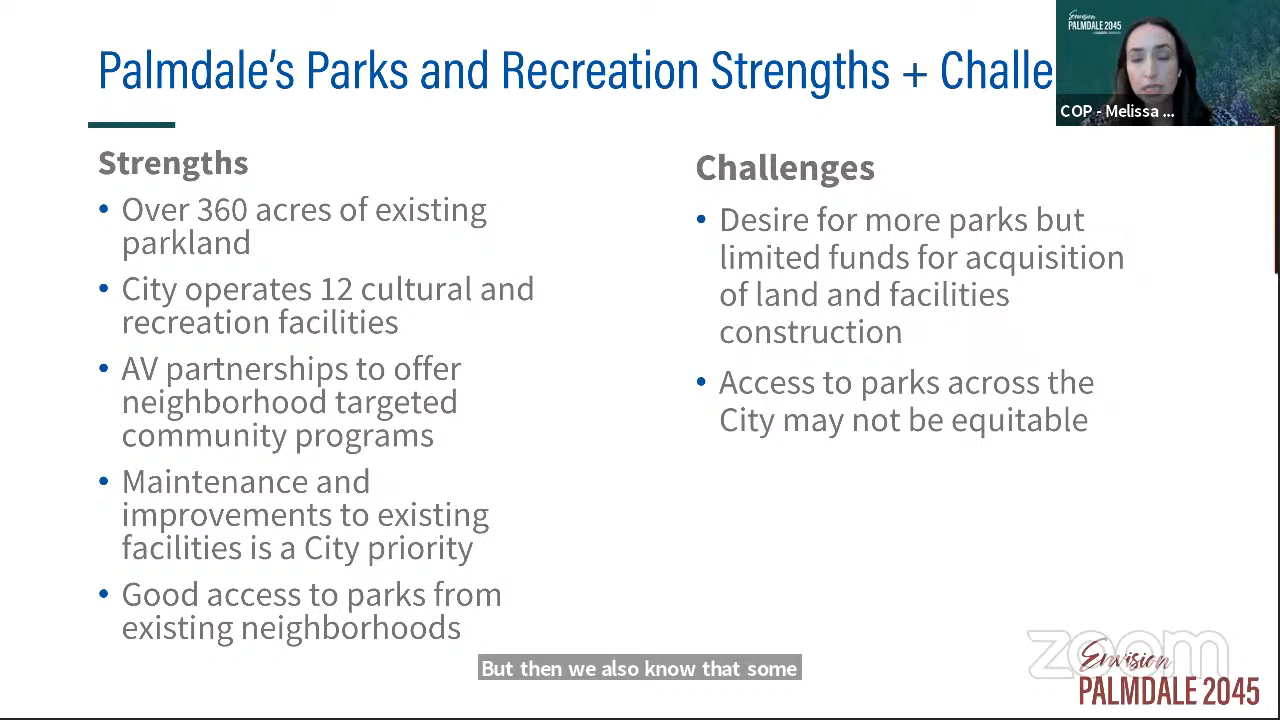 Palmdale's Parks and Recreation Strengths + Challe
Envision
PALMDALE 2045
COP - Melissa ...
Strengths
• Over 360 acres of existing
parkland
• City operates 12 cultural and
recreation facilities
• AV partnerships to offer
neighborhood targeted
community programs
• Maintenance and
improvements to existing
facilities is a City priority
• Good access to parks from
existing neighborhoods
Challenges
• Desire for more parks but
limited funds for acquisition
of land and facilities
construction
• Access to parks across the
City may not be equitable
But then we also know that some
zoom
Envision
PALMDALE 2045